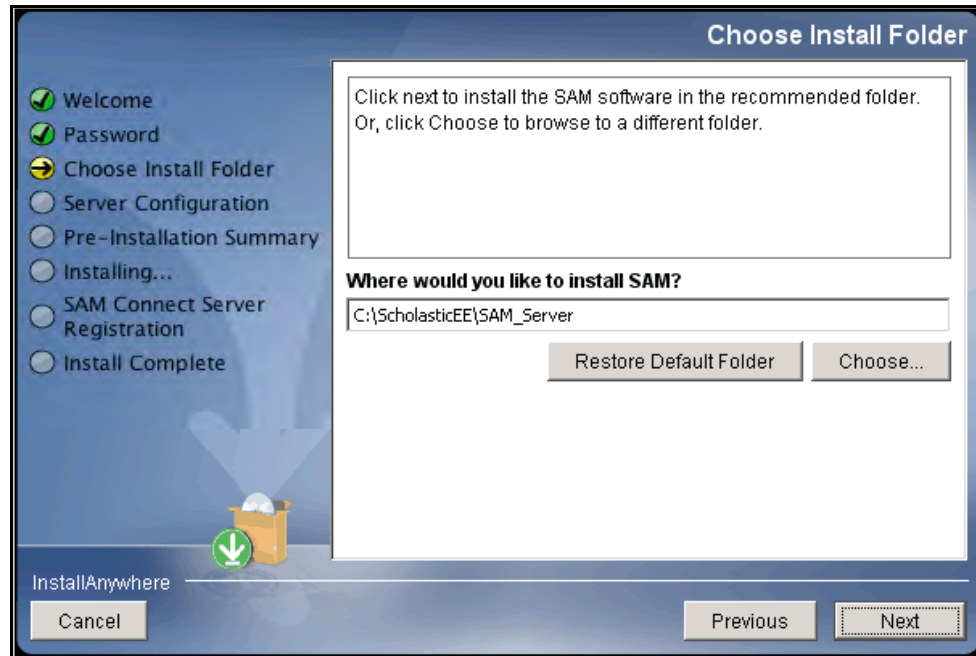 Choose Install Folder
Welcome
Password
Choose Install Folder
Server Configuration
Pre-Installation Summary
Installing...
SAM Connect Server
Registration
Install Complete
Click next to install the SAM software in the recommended folder.
Or, click Choose to browse to a different folder.
Where would you like to install SAM?
C:\ScholasticEE\SAM_Server
Restore Default Folder
Choose...
InstallAnywhere
Cancel
Previous
Next